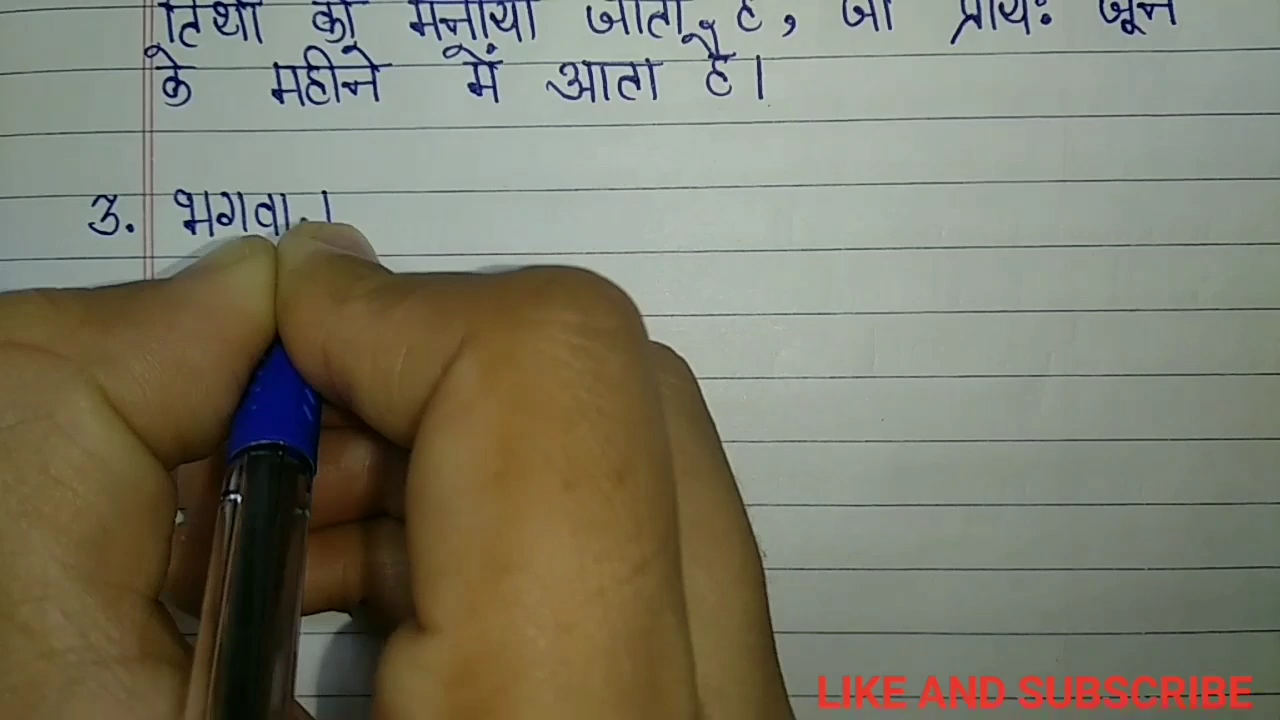 तिथी को मनाया जाता है, जो प्रायः जून
के महीने में आता है।
3. भगवा
LIKE AND SUBSCRIBE